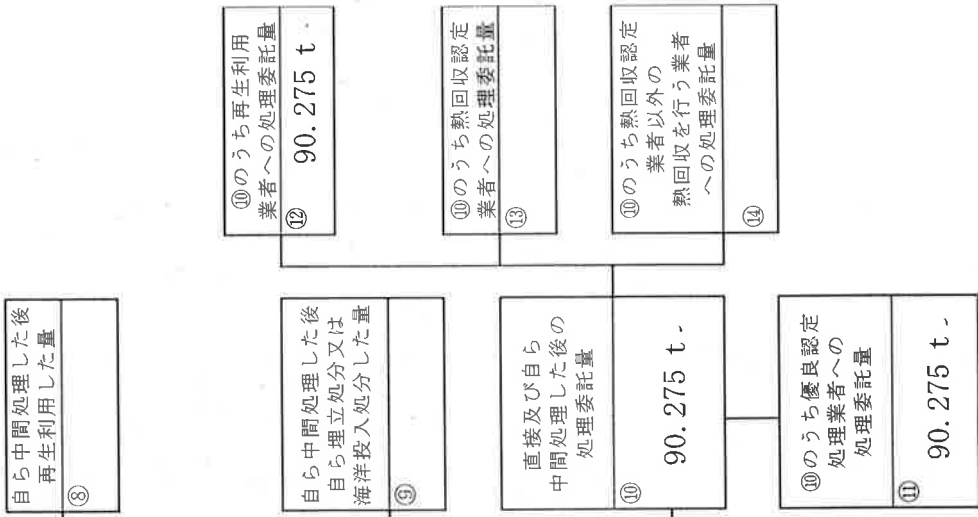 自ら中間処理した後
再生利用した量
⑧
自ら中間処理した後
自ら埋立処分又は
海洋投入処分した量
⑨
直接及び自ら
中間処理した後の
処理委託量
⑩
90.275 t
⑩のうち優良認定
処理業者への
処理委託量
⑪
90.275 t
⑩のうち再生利用
業者への処理委託量
⑫
90.275 t
⑩のうち熱回収認定
業者への処理委託量
⑬
⑩のうち熱回収認定
業者以外の
熱回収を行う業者
への処理委託量
⑭